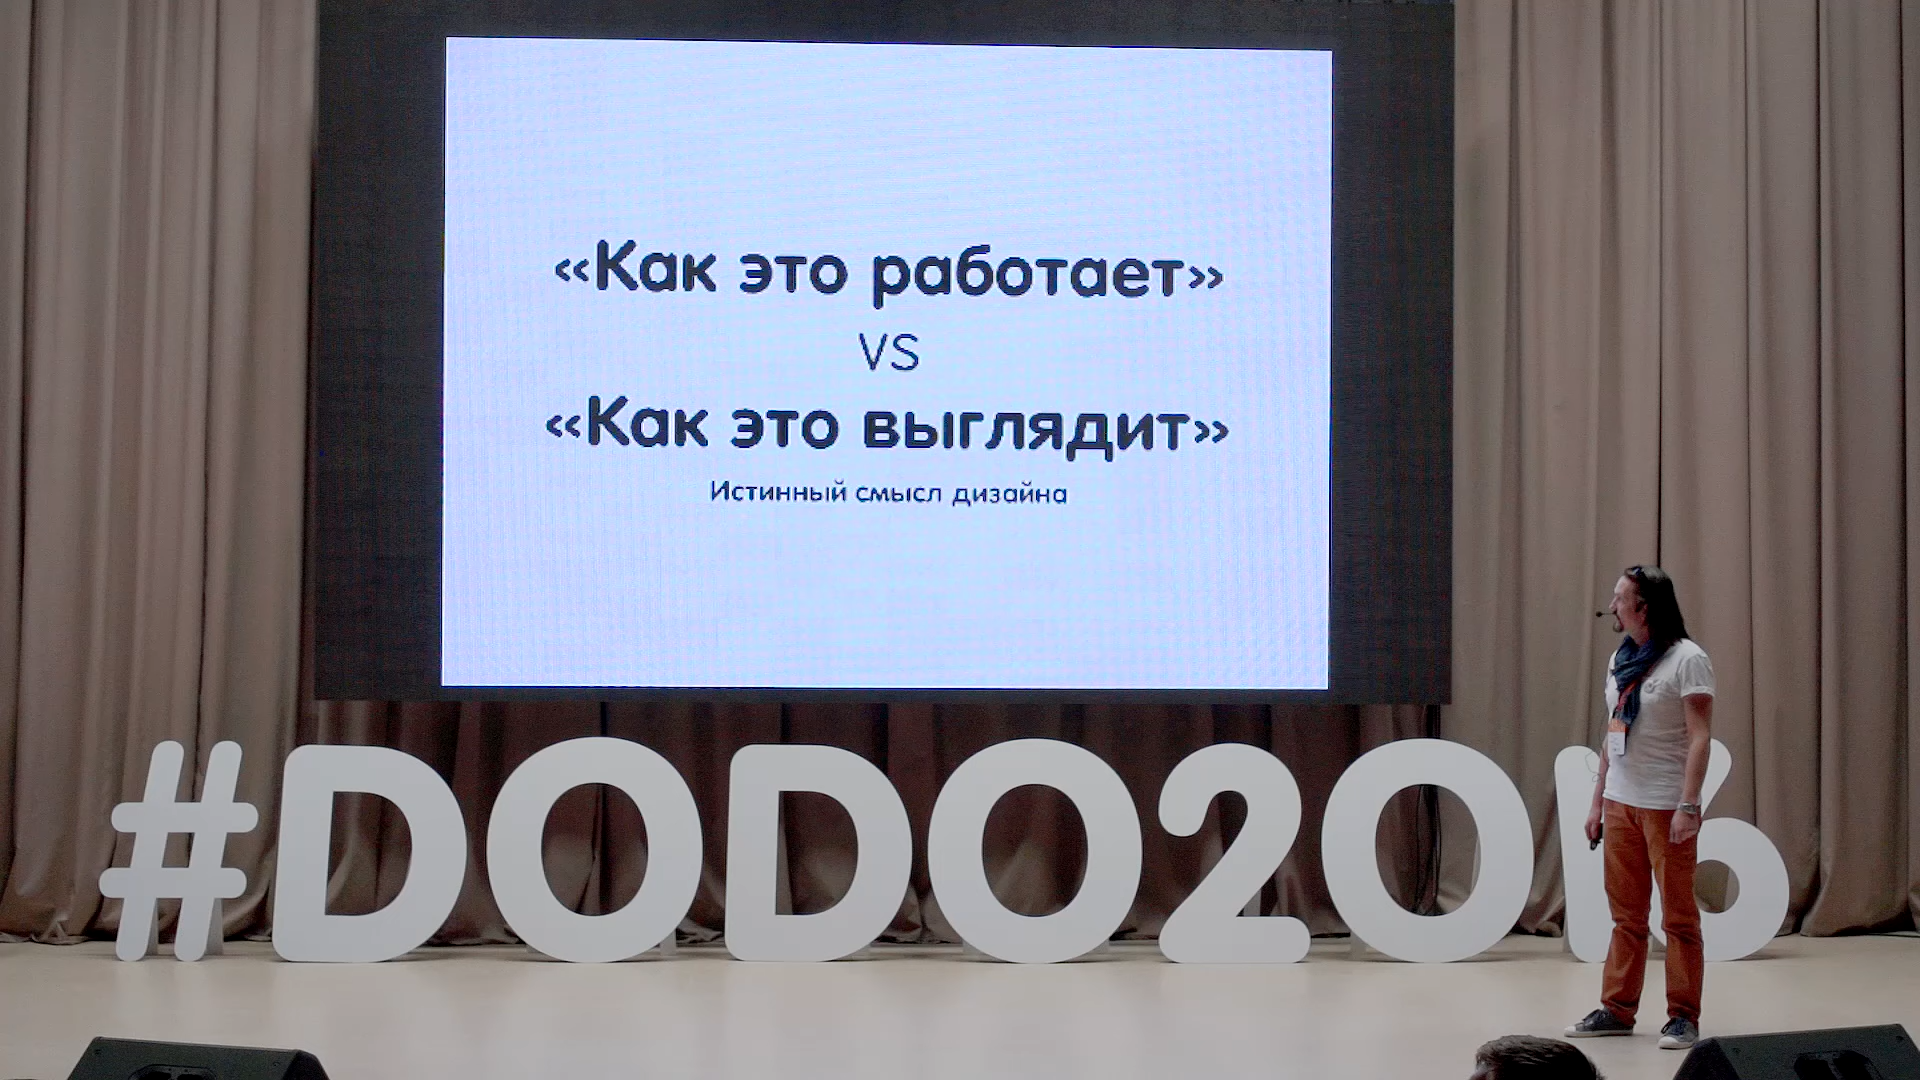 «Как это работает»
VS
«Как это выглядит»
Истинный смысл дизайна
#DODO2016